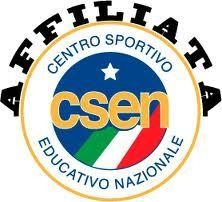 AFFILIATA
CENTRO SPORTIVO
csen
EDUCATIVO NAZIONALE